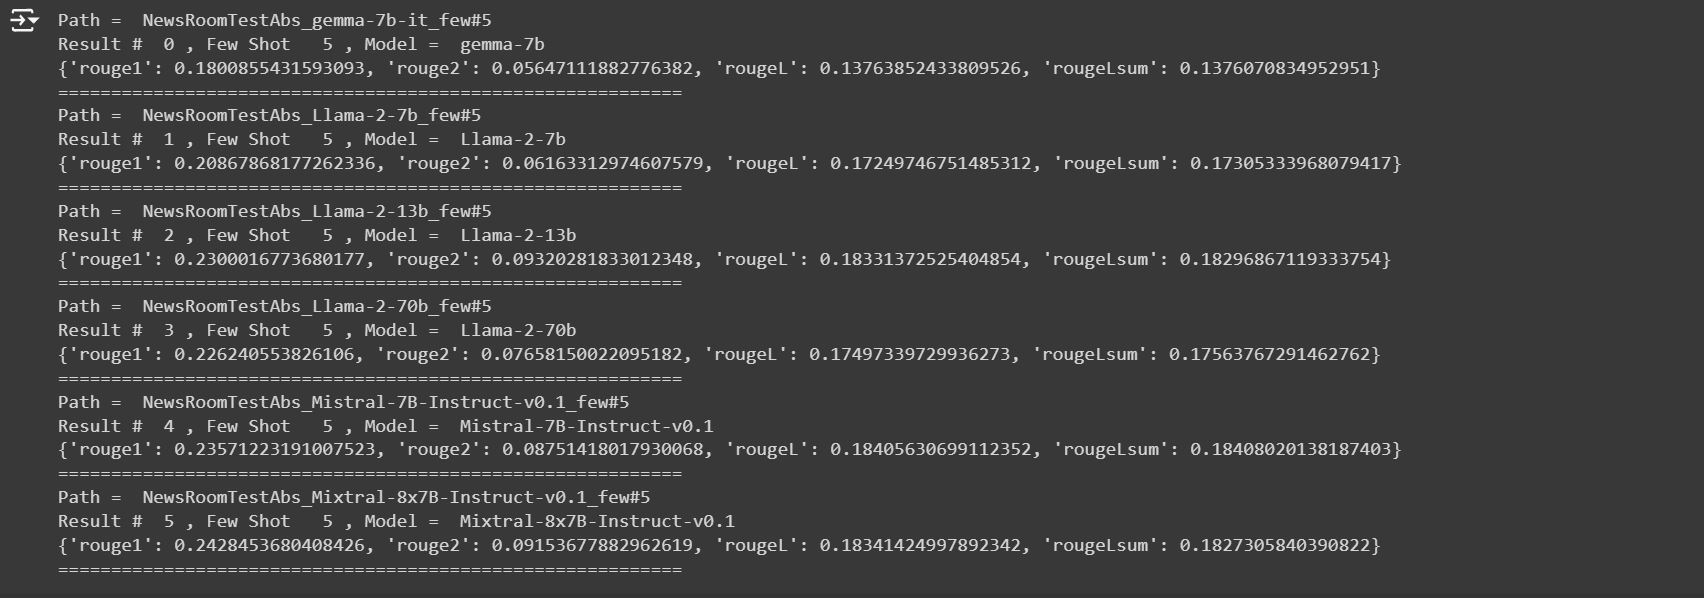 Path =  NewsRoomTestAbs_gemma-7b-it_few#5
Result #  0 , Few Shot   5 , Model =  gemma-7b
{'rouge1': 0.1800855431593093, 'rouge2': 0.05647111882776382, 'rougeL': 0.13763852433809526, 'rougeLsum': 0.1376070834952951}
===========================================================
Path =  NewsRoomTestAbs_Llama-2-7b_few#5
Result #  1 , Few Shot   5 , Model =  Llama-2-7b
{'rouge1': 0.20867868177262336, 'rouge2': 0.06163312974607579, 'rougeL': 0.17249746751485312, 'rougeLsum': 0.17305333968079417}
===========================================================
Path =  NewsRoomTestAbs_Llama-2-13b_few#5
Result #  2 , Few Shot   5 , Model =  Llama-2-13b
{'rouge1': 0.2300016773680177, 'rouge2': 0.09320281833012348, 'rougeL': 0.18331372525404854, 'rougeLsum': 0.18296867119333754}
===========================================================
Path =  NewsRoomTestAbs_Llama-2-70b_few#5
Result #  3 , Few Shot   5 , Model =  Llama-2-70b
{'rouge1': 0.226240553826106, 'rouge2': 0.07658150022095182, 'rougeL': 0.17497339729936273, 'rougeLsum': 0.17563767291462762}
===========================================================
Path =  NewsRoomTestAbs_Mistral-7B-Instruct-v0.1_few#5
Result #  4 , Few Shot   5 , Model =  Mistral-7B-Instruct-v0.1
{'rouge1': 0.23571223191007523, 'rouge2': 0.08751418017930068, 'rougeL': 0.18405630699112352, 'rougeLsum': 0.18408020138187403}
===========================================================
Path =  NewsRoomTestAbs_Mixtral-8x7B-Instruct-v0.1_few#5
Result #  5 , Few Shot   5 , Model =  Mixtral-8x7B-Instruct-v0.1
{'rouge1': 0.2428453680408426, 'rouge2': 0.09153677882962619, 'rougeL': 0.18341424997892342, 'rougeLsum': 0.1827305840390822}
===========================================================